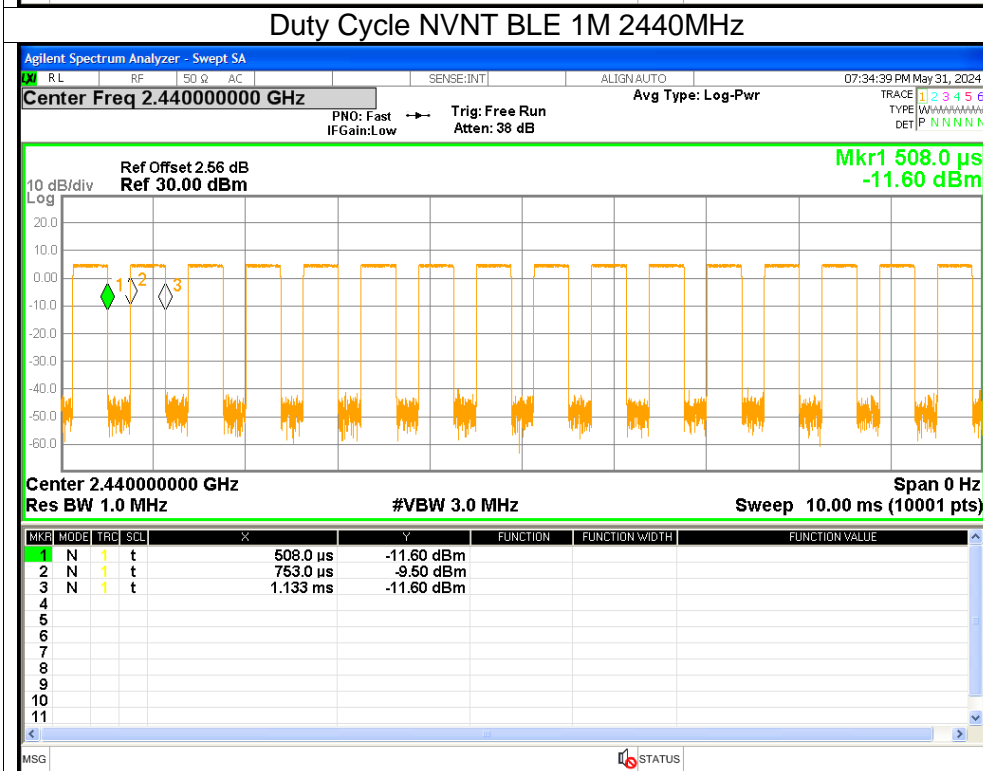 Duty Cycle NVNT BLE 1M 2440MHz
Agilent Spectrum Analyzer - Swept SA
LXI RL RF 50 Ω AC SENSE:INT ALIGNAUTO 07:34:39 PM May 31, 2024
Center Freq 2.440000000 GHz Avg Type: Log-Pwr TRACE 1 2 3 4 5 6
PNO: Fast Trig: Free Run TYPE W
IFGain:Low Atten: 38 dB DET P N N N N N
Mkr1 508.0 µs
-11.60 dBm
Ref Offset 2.56 dB
10 dB/div Ref 30.00 dBm
Log
20.0
10.0
0.00
-10.0
-20.0
-30.0
-40.0
-50.0
-60.0
1 2 3
Center 2.440000000 GHz Span 0 Hz
Res BW 1.0 MHz #VBW 3.0 MHz Sweep 10.00 ms (10001 pts)
MKR MODE TRC SCL X Y FUNCTION FUNCTION WIDTH FUNCTION VALUE
1 N 1 t 508.0 µs -11.60 dBm
2 N 1 t 753.0 µs -9.50 dBm
3 N 1 t 1.133 ms -11.60 dBm
4
5
6
7
8
9
10
11
MSG STATUS